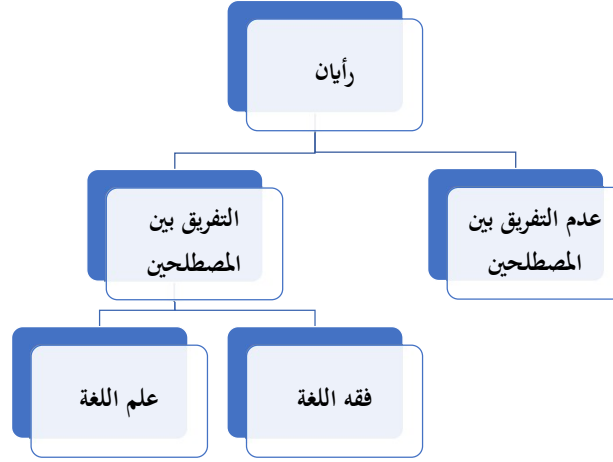 رأيان
عدم التفريق بين
المصطلحين
التفريق بين
المصطلحين
فقه اللغة
علم اللغة